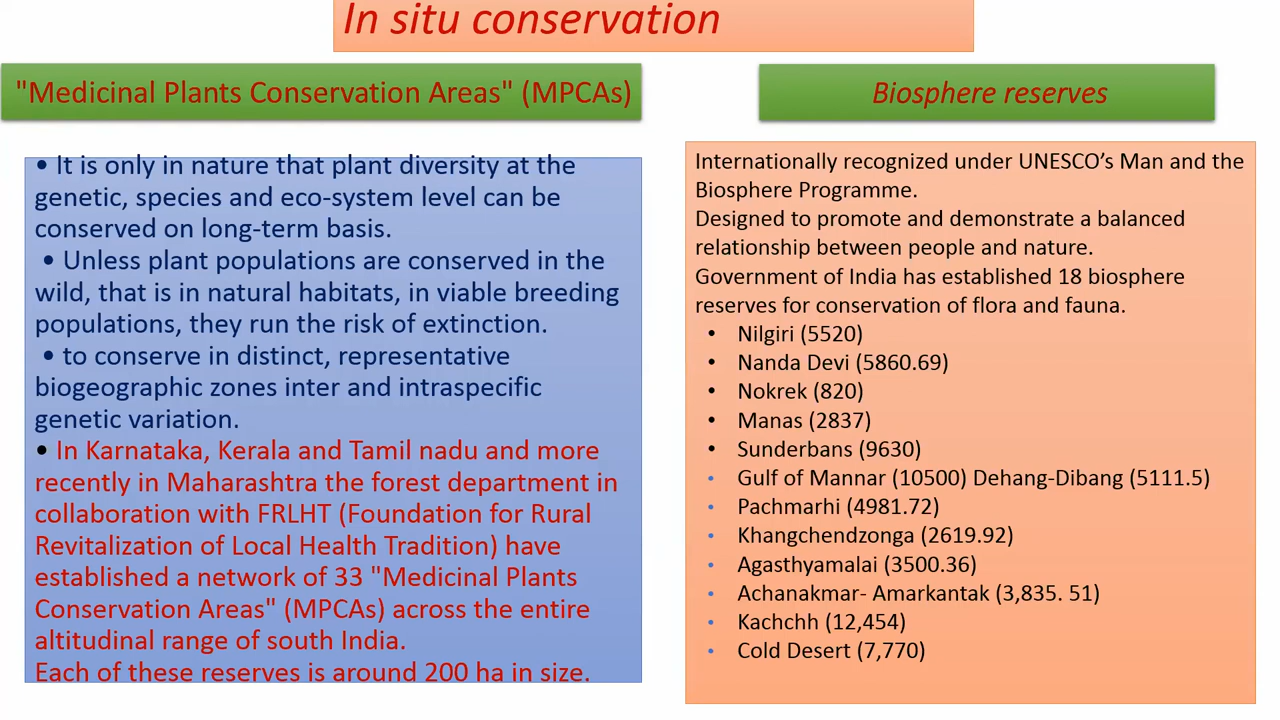 In situ conservation
"Medicinal Plants Conservation Areas" (MPCAs)
• It is only in nature that plant diversity at the
genetic, species and eco-system level can be
conserved on long-term basis.
• Unless plant populations are conserved in the
wild, that is in natural habitats, in viable breeding
populations, they run the risk of extinction.
• to conserve in distinct, representative
biogeographic zones inter and intraspecific
genetic variation.
• In Karnataka, Kerala and Tamil nadu and more
recently in Maharashtra the forest department in
collaboration with FRLHT (Foundation for Rural
Revitalization of Local Health Tradition) have
established a network of 33 "Medicinal Plants
Conservation Areas" (MPCAs) across the entire
altitudinal range of south India.
Each of these reserves is around 200 ha in size.
Biosphere reserves
Internationally recognized under UNESCO’s Man and the
Biosphere Programme.
Designed to promote and demonstrate a balanced
relationship between people and nature.
Government of India has established 18 biosphere
reserves for conservation of flora and fauna.
• Nilgiri (5520)
• Nanda Devi (5860.69)
• Nokrek (820)
• Manas (2837)
• Sunderbans (9630)
• Gulf of Mannar (10500) Dehang-Dibang (5111.5)
• Pachmarhi (4981.72)
• Khangchendzonga (2619.92)
• Agasthyamalai (3500.36)
• Achanakmar- Amarkantak (3,835. 51)
• Kachchh (12,454)
• Cold Desert (7,770)